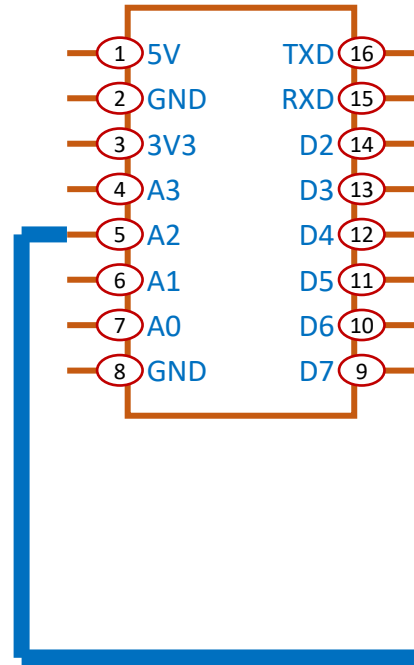 1 5V TXD 16
2 GND RXD 15
3 3V3 D2 14
4 A3 D3 13
5 A2 D4 12
6 A1 D5 11
7 A0 D6 10
8 GND D7 9